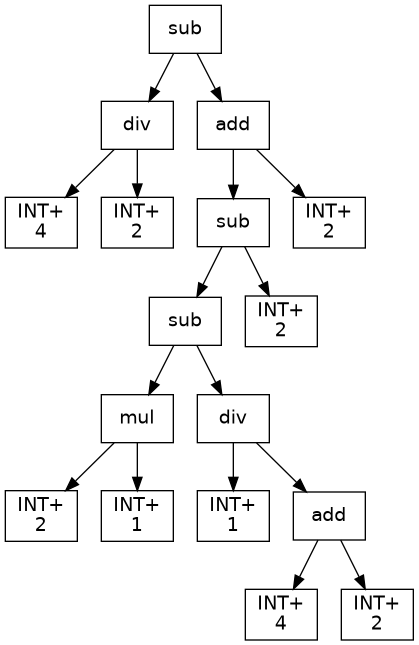 sub
div
add
INT+
4
INT+
2
sub
INT+
2
sub
INT+
2
mul
div
INT+
2
INT+
1
INT+
1
add
INT+
4
INT+
2